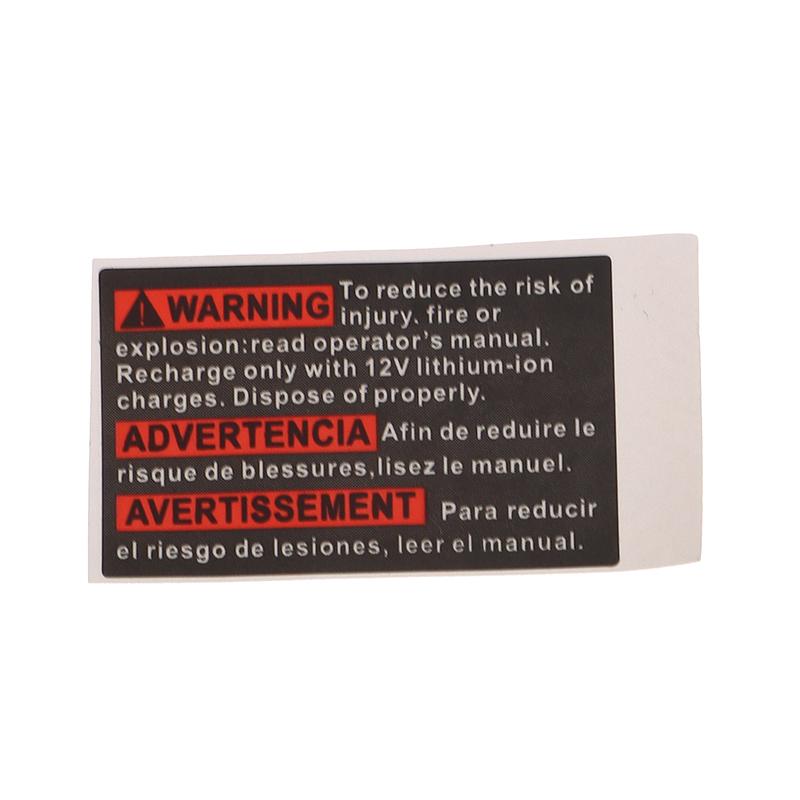 WARNING To reduce the risk of
injury. fire or
explosion:read operator's manual.
Recharge only with 12V lithium-ion
charges. Dispose of properly.
ADVERTENCIA Afin de reduire le
risque de blessures,lisez le manuel.
AVERTISSEMENT Para reducir
el riesgo de lesiones, leer el manual.